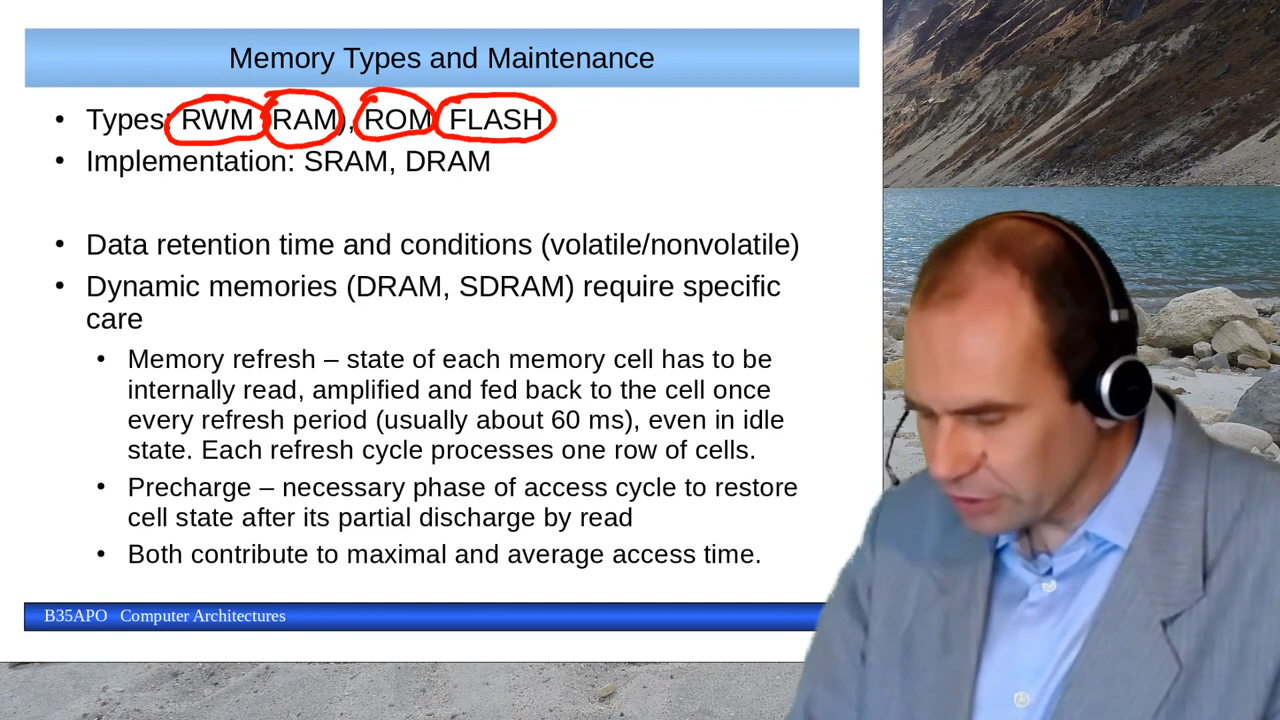 Memory Types and Maintenance
• Types: RWM (RAM), ROM, FLASH
• Implementation: SRAM, DRAM
• Data retention time and conditions (volatile/nonvolatile)
• Dynamic memories (DRAM, SDRAM) require specific
care
• Memory refresh – state of each memory cell has to be
internally read, amplified and fed back to the cell once
every refresh period (usually about 60 ms), even in idle
state. Each refresh cycle processes one row of cells.
• Precharge – necessary phase of access cycle to restore
cell state after its partial discharge by read
• Both contribute to maximal and average access time.
B35APO Computer Architectures